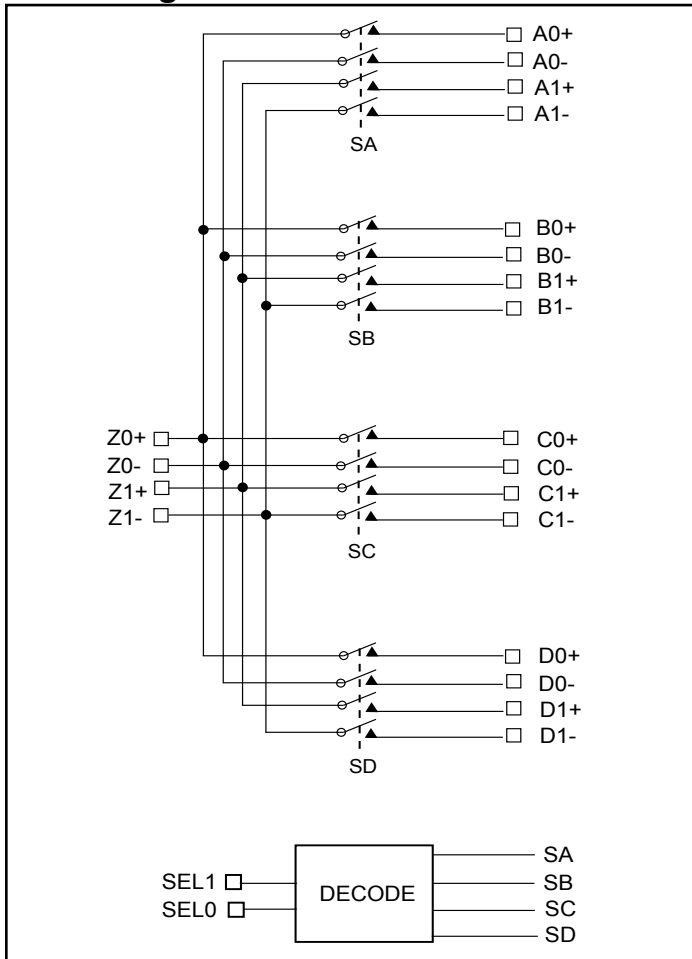 A0+
A0-
A1+
A1-
SA
B0+
B0-
B1+
B1-
SB
Z0+
Z0-
Z1+
Z1-
C0+
C0-
C1+
C1-
SC
D0+
D0-
D1+
D1-
SD
SEL1
SEL0
DECODE
SA
SB
SC
SD